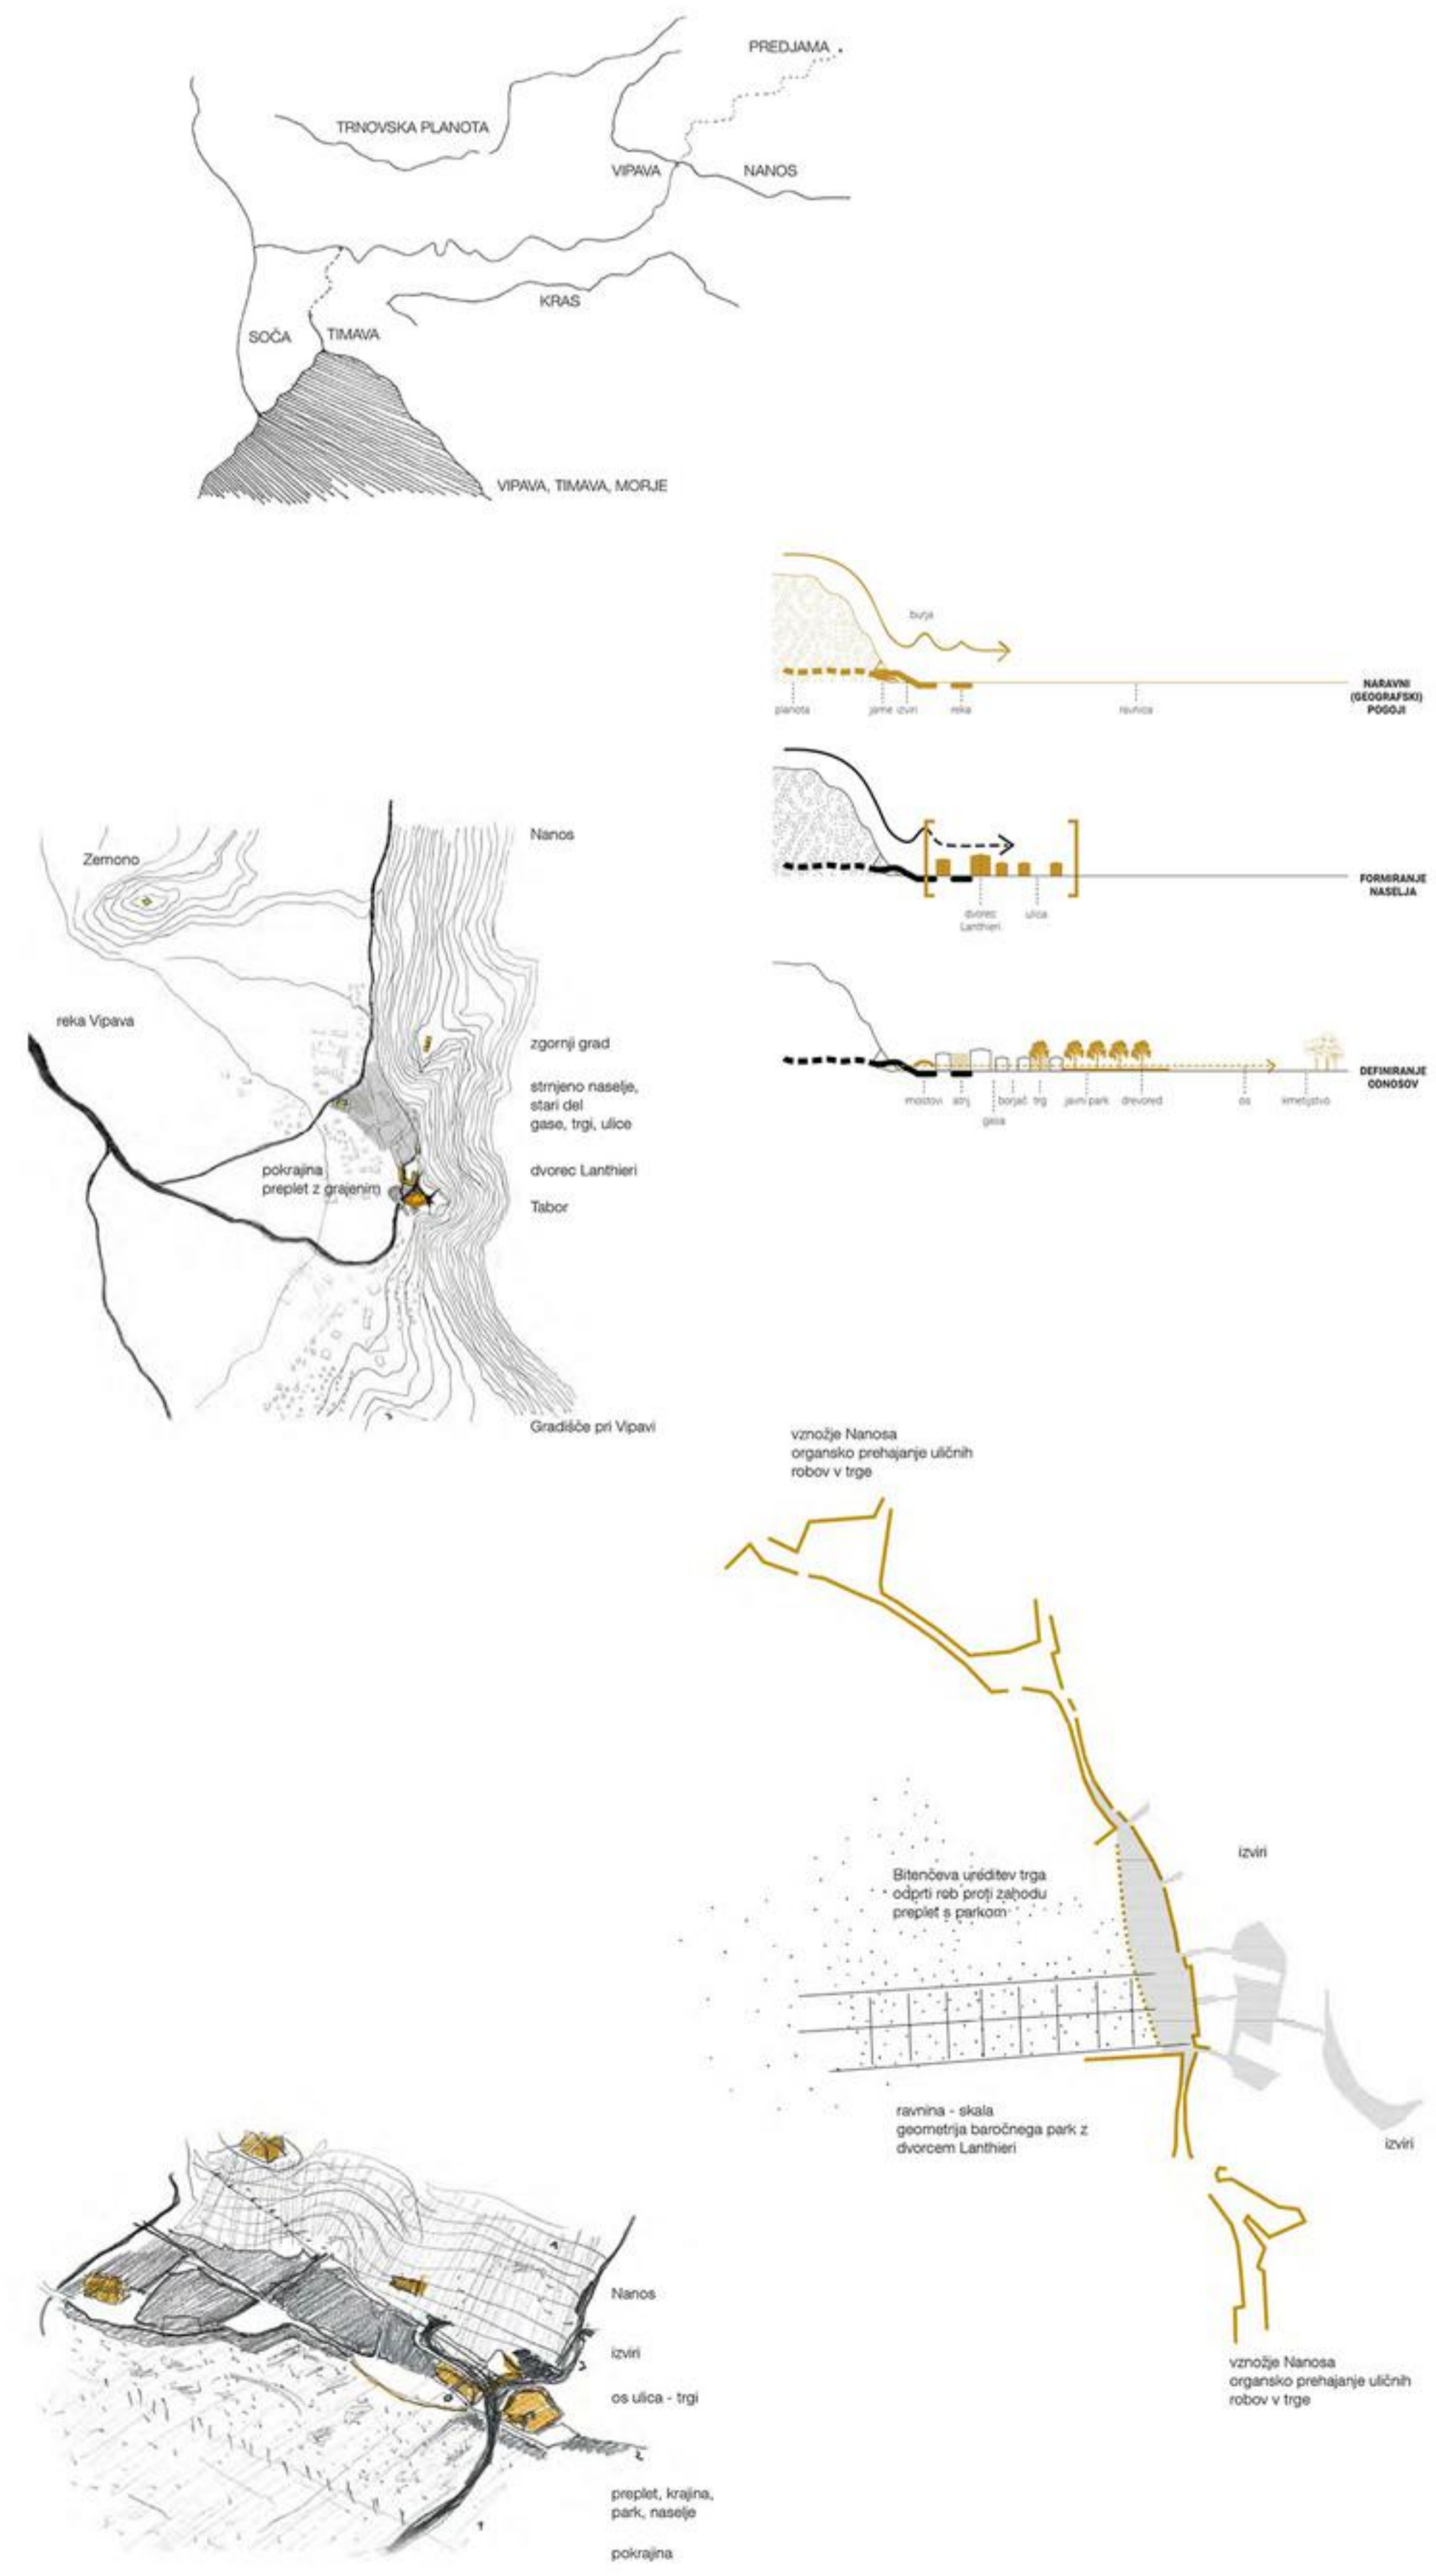 PREDJAMA
TRNOVSKA PLANOTA
VIPAVA
NANOS
KRAS
SOČA
TIMAVA
VIPAVA, TIMAVA, MORJE
burja
planota
jame izviri
reka
ravnica
NARAVNI
(GEOGRAFSKI)
POGOJI
dvorec
Lanthieri
ulica
FORMIRANJE
NASELJA
mostovi
atrij
gasa
borjač
trg
javni park
drevored
os
kmetijstvo
DEFINIRANJE
ODNOSOV
Nanos
Zemono
reka Vipava
zgornji grad
strnjeno naselje,
stari del
gase, trgi, ulice
pokrajina
preplet z grajenim
dvorec Lanthieri
Tabor
Gradišče pri Vipavi
vznožje Nanosa
organsko prehajanje uličnih
robov v trge
izviri
Bitenčeva ureditev trga
odprti rob proti zahodu
preplet s parkom
ravnina - skala
geometrija baročnega park z
dvorcem Lanthieri
izviri
Nanos
izviri
os ulica - trgi
preplet, krajina,
park, naselje
pokrajina
vznožje Nanosa
organsko prehajanje uličnih
robov v trge